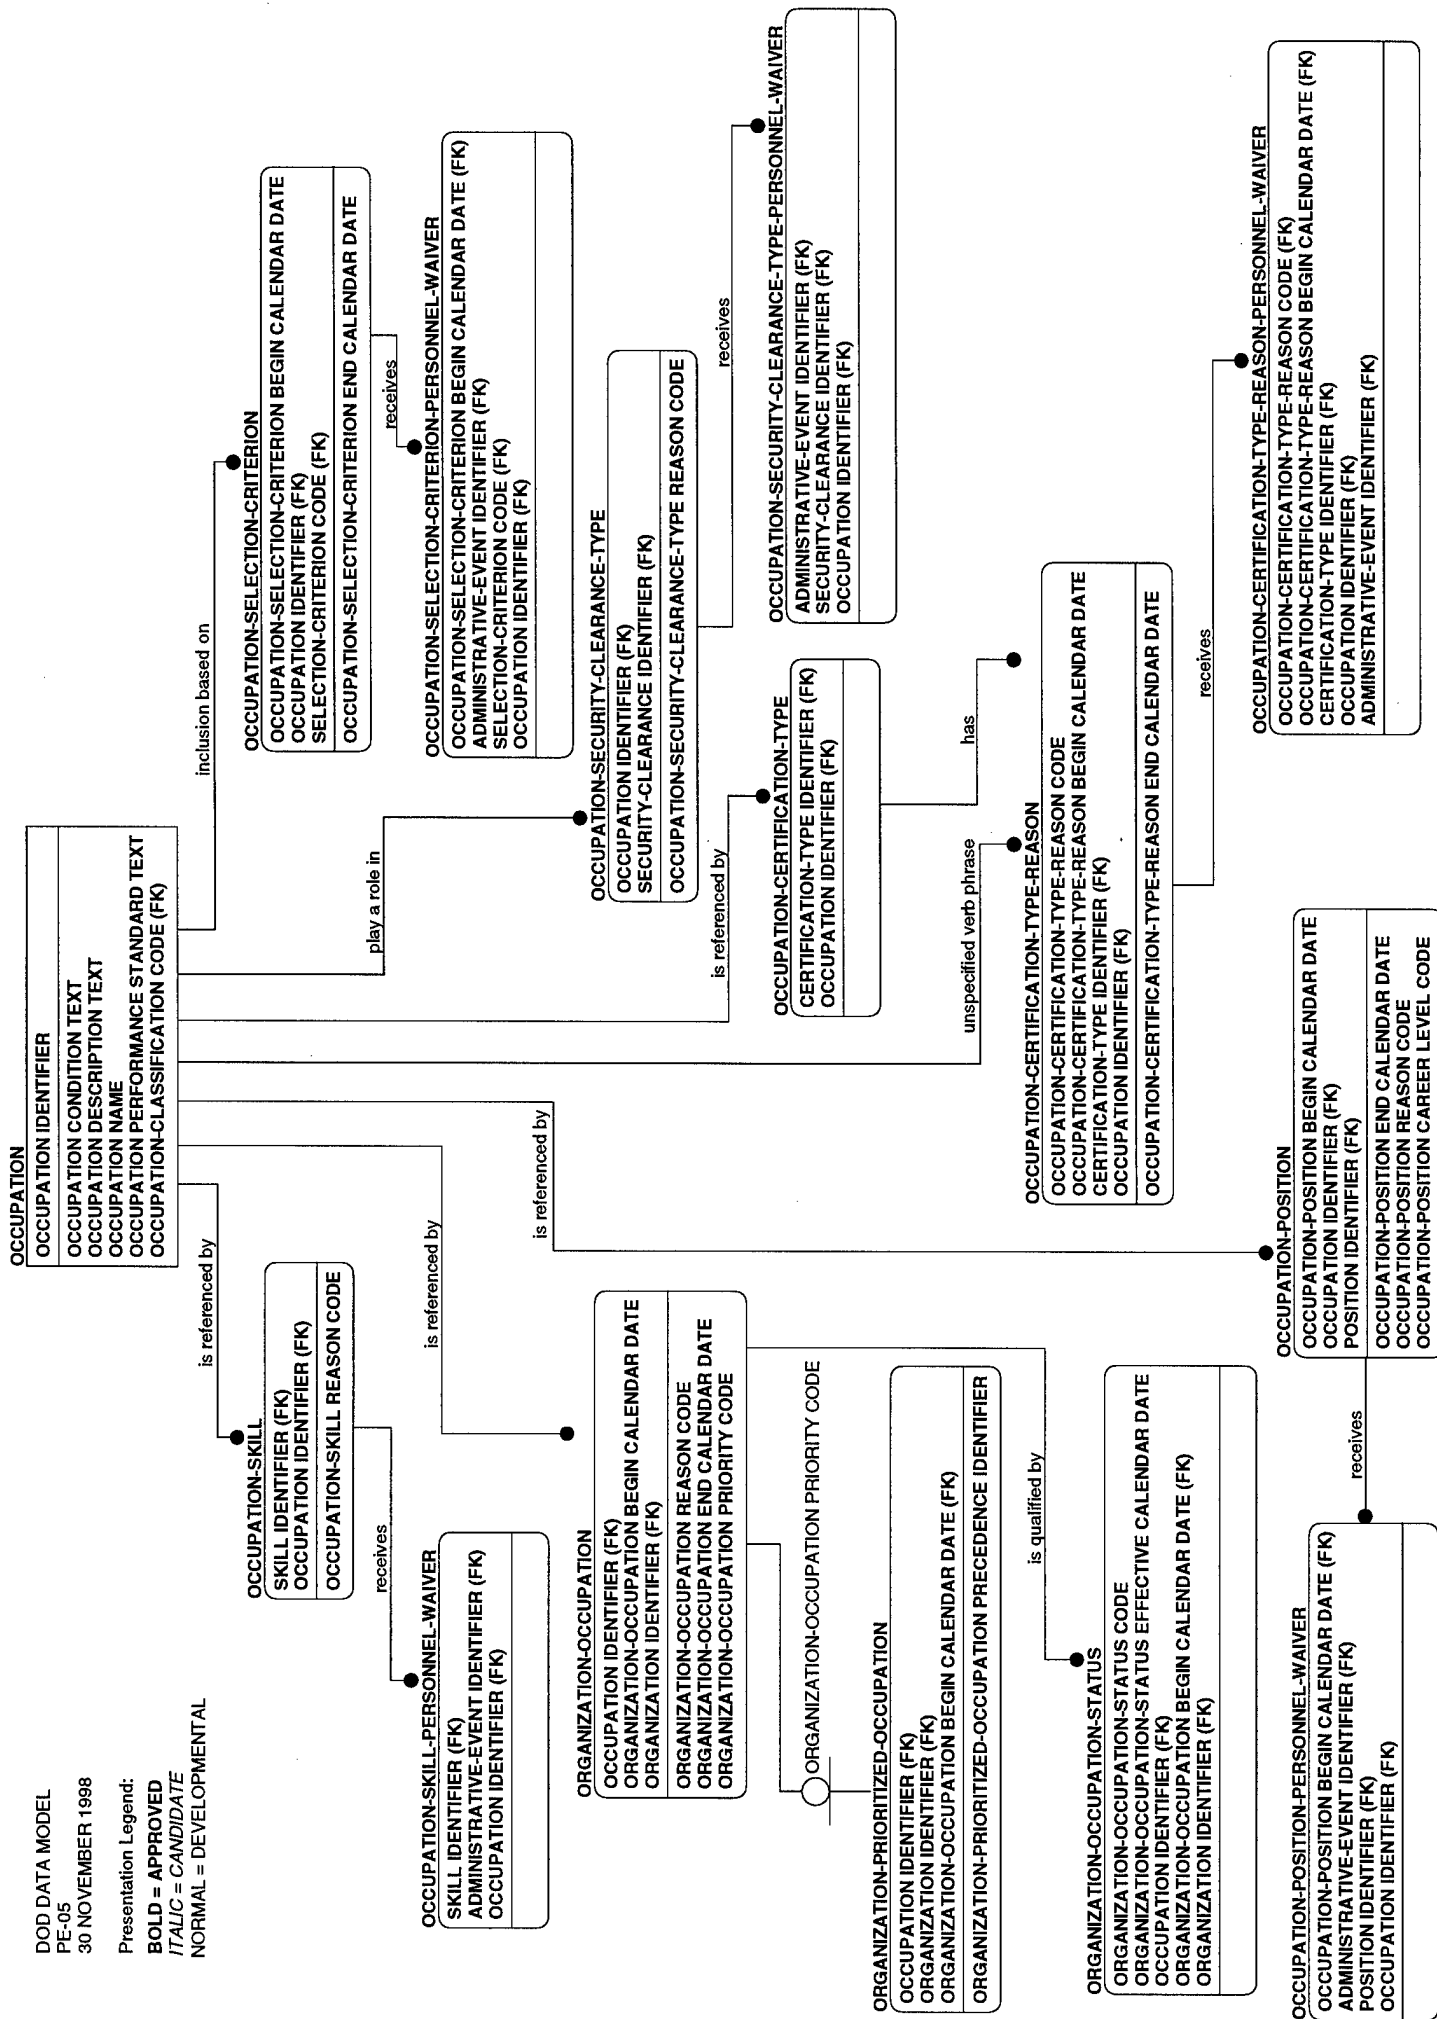 DOD DATA MODEL
PE-05
30 NOVEMBER 1998
Presentation Legend:
BOLD = APPROVED
ITALIC = CANDIDATE
NORMAL = DEVELOPMENTAL
OCCUPATION
OCCUPATION IDENTIFIER
OCCUPATION CONDITION TEXT
OCCUPATION DESCRIPTION TEXT
OCCUPATION NAME
OCCUPATION PERFORMANCE STANDARD TEXT
OCCUPATION-CLASSIFICATION CODE (FK)
is referenced by
OCCUPATION-SKILL
SKILL IDENTIFIER (FK)
OCCUPATION IDENTIFIER (FK)
OCCUPATION-SKILL REASON CODE
receives
OCCUPATION-SKILL-PERSONNEL-WAIVER
SKILL IDENTIFIER (FK)
ADMINISTRATIVE-EVENT IDENTIFIER (FK)
OCCUPATION IDENTIFIER (FK)
inclusion based on
OCCUPATION-SELECTION-CRITERION
OCCUPATION-SELECTION-CRITERION BEGIN CALENDAR DATE
OCCUPATION IDENTIFIER (FK)
SELECTION-CRITERION CODE (FK)
OCCUPATION-SELECTION-CRITERION END CALENDAR DATE
receives
OCCUPATION-SELECTION-CRITERION-PERSONNEL-WAIVER
OCCUPATION-SELECTION-CRITERION BEGIN CALENDAR DATE (FK)
ADMINISTRATIVE-EVENT IDENTIFIER (FK)
SELECTION-CRITERION CODE (FK)
OCCUPATION IDENTIFIER (FK)
play a role in
OCCUPATION-SECURITY-CLEARANCE-TYPE
OCCUPATION IDENTIFIER (FK)
SECURITY-CLEARANCE IDENTIFIER (FK)
OCCUPATION-SECURITY-CLEARANCE-TYPE REASON CODE
receives
OCCUPATION-SECURITY-CLEARANCE-TYPE-PERSONNEL-WAIVER
ADMINISTRATIVE-EVENT IDENTIFIER (FK)
SECURITY-CLEARANCE IDENTIFIER (FK)
OCCUPATION IDENTIFIER (FK)
is referenced by
ORGANIZATION-OCCUPATION
OCCUPATION IDENTIFIER (FK)
ORGANIZATION-OCCUPATION BEGIN CALENDAR DATE
ORGANIZATION IDENTIFIER (FK)
ORGANIZATION-OCCUPATION REASON CODE
ORGANIZATION-OCCUPATION END CALENDAR DATE
ORGANIZATION-OCCUPATION PRIORITY CODE
ORGANIZATION-OCCUPATION PRIORITY CODE
ORGANIZATION-PRIORITIZED-OCCUPATION
OCCUPATION IDENTIFIER (FK)
ORGANIZATION IDENTIFIER (FK)
ORGANIZATION-OCCUPATION BEGIN CALENDAR DATE (FK)
ORGANIZATION-PRIORITIZED-OCCUPATION PRECEDENCE IDENTIFIER
is qualified by
ORGANIZATION-OCCUPATION-STATUS
ORGANIZATION-OCCUPATION-STATUS CODE
ORGANIZATION-OCCUPATION-STATUS EFFECTIVE CALENDAR DATE
OCCUPATION IDENTIFIER (FK)
ORGANIZATION-OCCUPATION BEGIN CALENDAR DATE (FK)
ORGANIZATION IDENTIFIER (FK)
is referenced by
OCCUPATION-CERTIFICATION-TYPE
CERTIFICATION-TYPE IDENTIFIER (FK)
OCCUPATION IDENTIFIER (FK)
has
unspecified verb phrase
OCCUPATION-CERTIFICATION-TYPE-REASON
OCCUPATION-CERTIFICATION-TYPE-REASON CODE
OCCUPATION-CERTIFICATION-TYPE-REASON BEGIN CALENDAR DATE
CERTIFICATION-TYPE IDENTIFIER (FK)
OCCUPATION IDENTIFIER (FK)
OCCUPATION-CERTIFICATION-TYPE-REASON END CALENDAR DATE
receives
OCCUPATION-CERTIFICATION-TYPE-REASON-PERSONNEL-WAIVER
OCCUPATION-CERTIFICATION-TYPE-REASON CODE (FK)
OCCUPATION-CERTIFICATION-TYPE-REASON BEGIN CALENDAR DATE (FK)
CERTIFICATION-TYPE IDENTIFIER (FK)
OCCUPATION IDENTIFIER (FK)
ADMINISTRATIVE-EVENT IDENTIFIER (FK)
is referenced by
OCCUPATION-POSITION
OCCUPATION-POSITION BEGIN CALENDAR DATE
OCCUPATION IDENTIFIER (FK)
POSITION IDENTIFIER (FK)
OCCUPATION-POSITION END CALENDAR DATE
OCCUPATION-POSITION REASON CODE
OCCUPATION-POSITION CAREER LEVEL CODE
receives
OCCUPATION-POSITION-PERSONNEL-WAIVER
OCCUPATION-POSITION BEGIN CALENDAR DATE (FK)
ADMINISTRATIVE-EVENT IDENTIFIER (FK)
POSITION IDENTIFIER (FK)
OCCUPATION IDENTIFIER (FK)